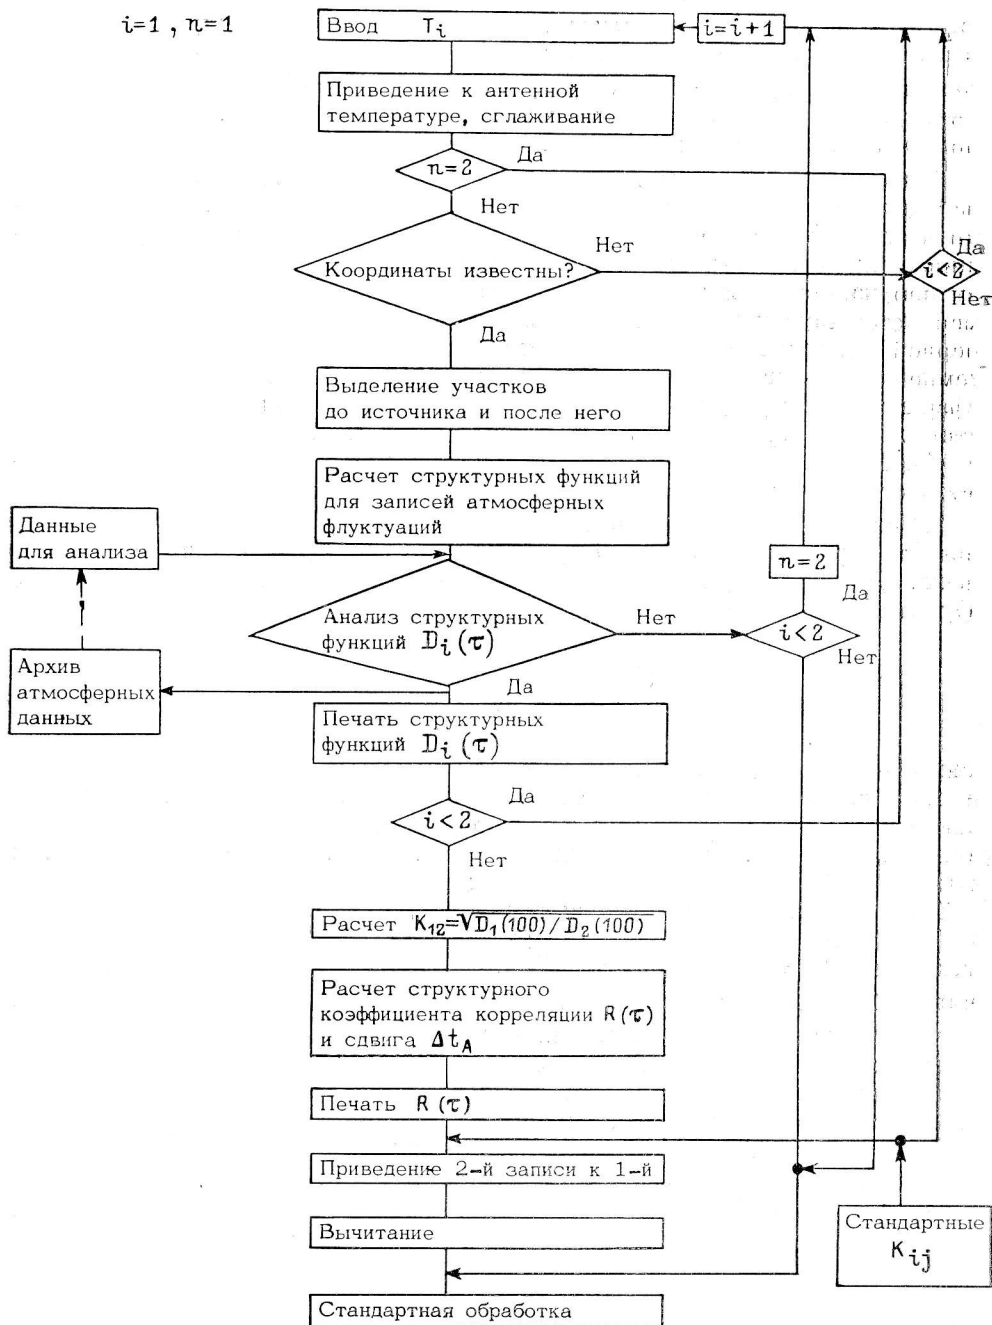 i=1, n=1
Ввод T_i
i=i+1
Приведение к антенной
температуре, сглаживание
n=2
Да
Нет
Координаты известны?
Нет
Да
i<2
Да
Нет
Выделение участков
до источника и после него
Расчет структурных функций
для записей атмосферных
флуктуаций
Данные
для анализа
n=2
Анализ структурных
функций D_i(τ)
Нет
Да
i<2
Да
Нет
Архив
атмосферных
данных
Печать структурных
функций D_i(τ)
i<2
Да
Нет
Расчет K_12=√D_1(100)/D_2(100)
Расчет структурного
коэффициента корреляции R(τ)
и сдвига Δt_A
Печать R(τ)
Приведение 2-й записи к 1-й
Вычитание
Стандартные
K_ij
Стандартная обработка